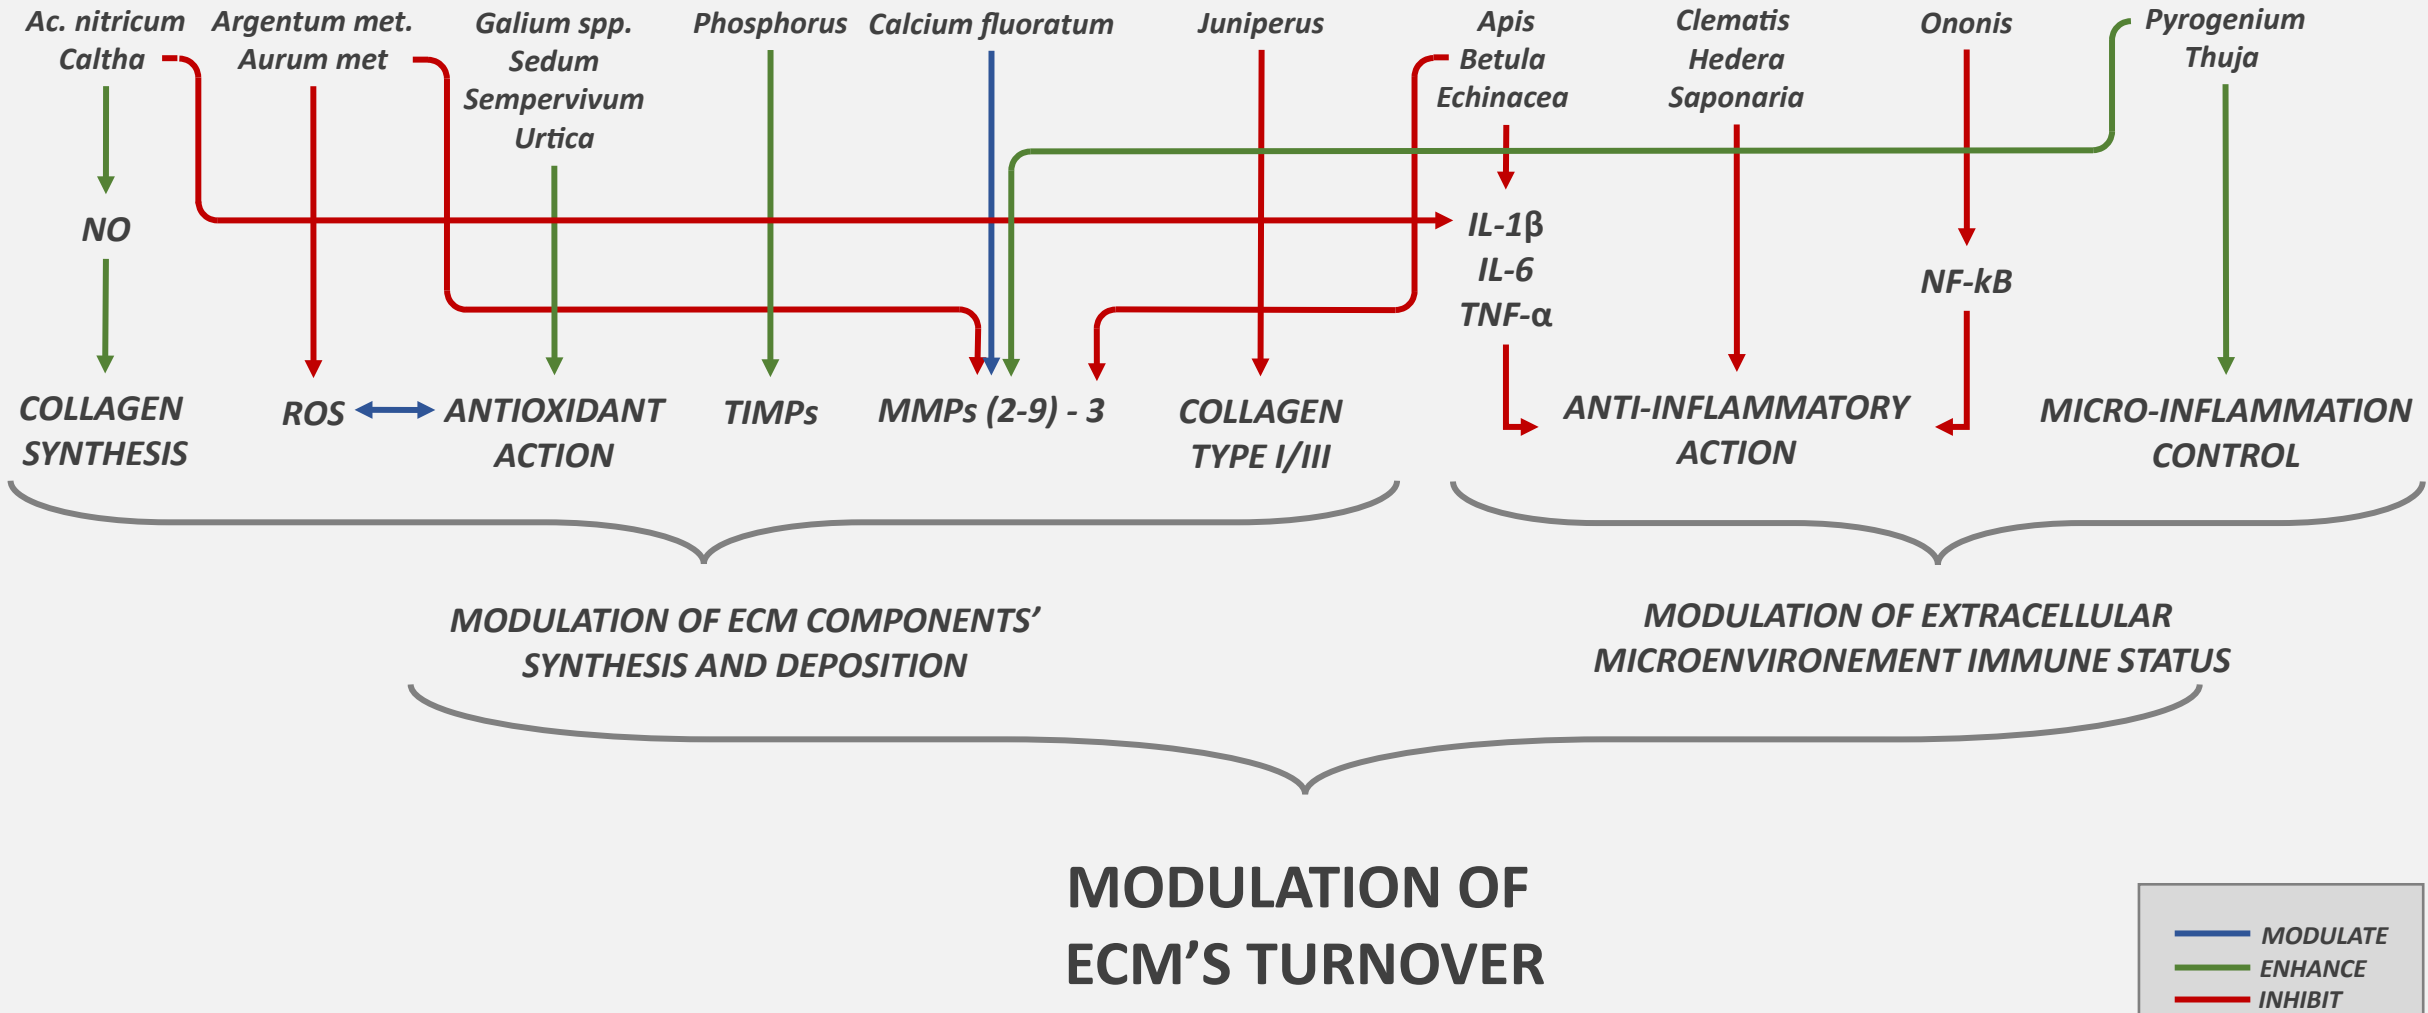 Ac. nitricum
Caltha
Argentum met.
Aurum met
Galium spp.
Sedum
Sempervivum
Urtica
Phosphorus
Calcium fluoratum
Juniperus
Apis
Betula
Echinacea
Clematis
Hedera
Saponaria
Ononis
Pyrogenium
Thuja
NO
IL-1β
IL-6
TNF-α
NF-kB
COLLAGEN
SYNTHESIS
ROS
ANTIOXIDANT
ACTION
TIMPs
MMPs (2-9) - 3
COLLAGEN
TYPE I/III
ANTI-INFLAMMATORY
ACTION
MICRO-INFLAMMATION
CONTROL
MODULATION OF ECM COMPONENTS’
SYNTHESIS AND DEPOSITION
MODULATION OF EXTRACELLULAR
MICROENVIRONEMENT IMMUNE STATUS
MODULATION OF
ECM’S TURNOVER
MODULATE
ENHANCE
INHIBIT